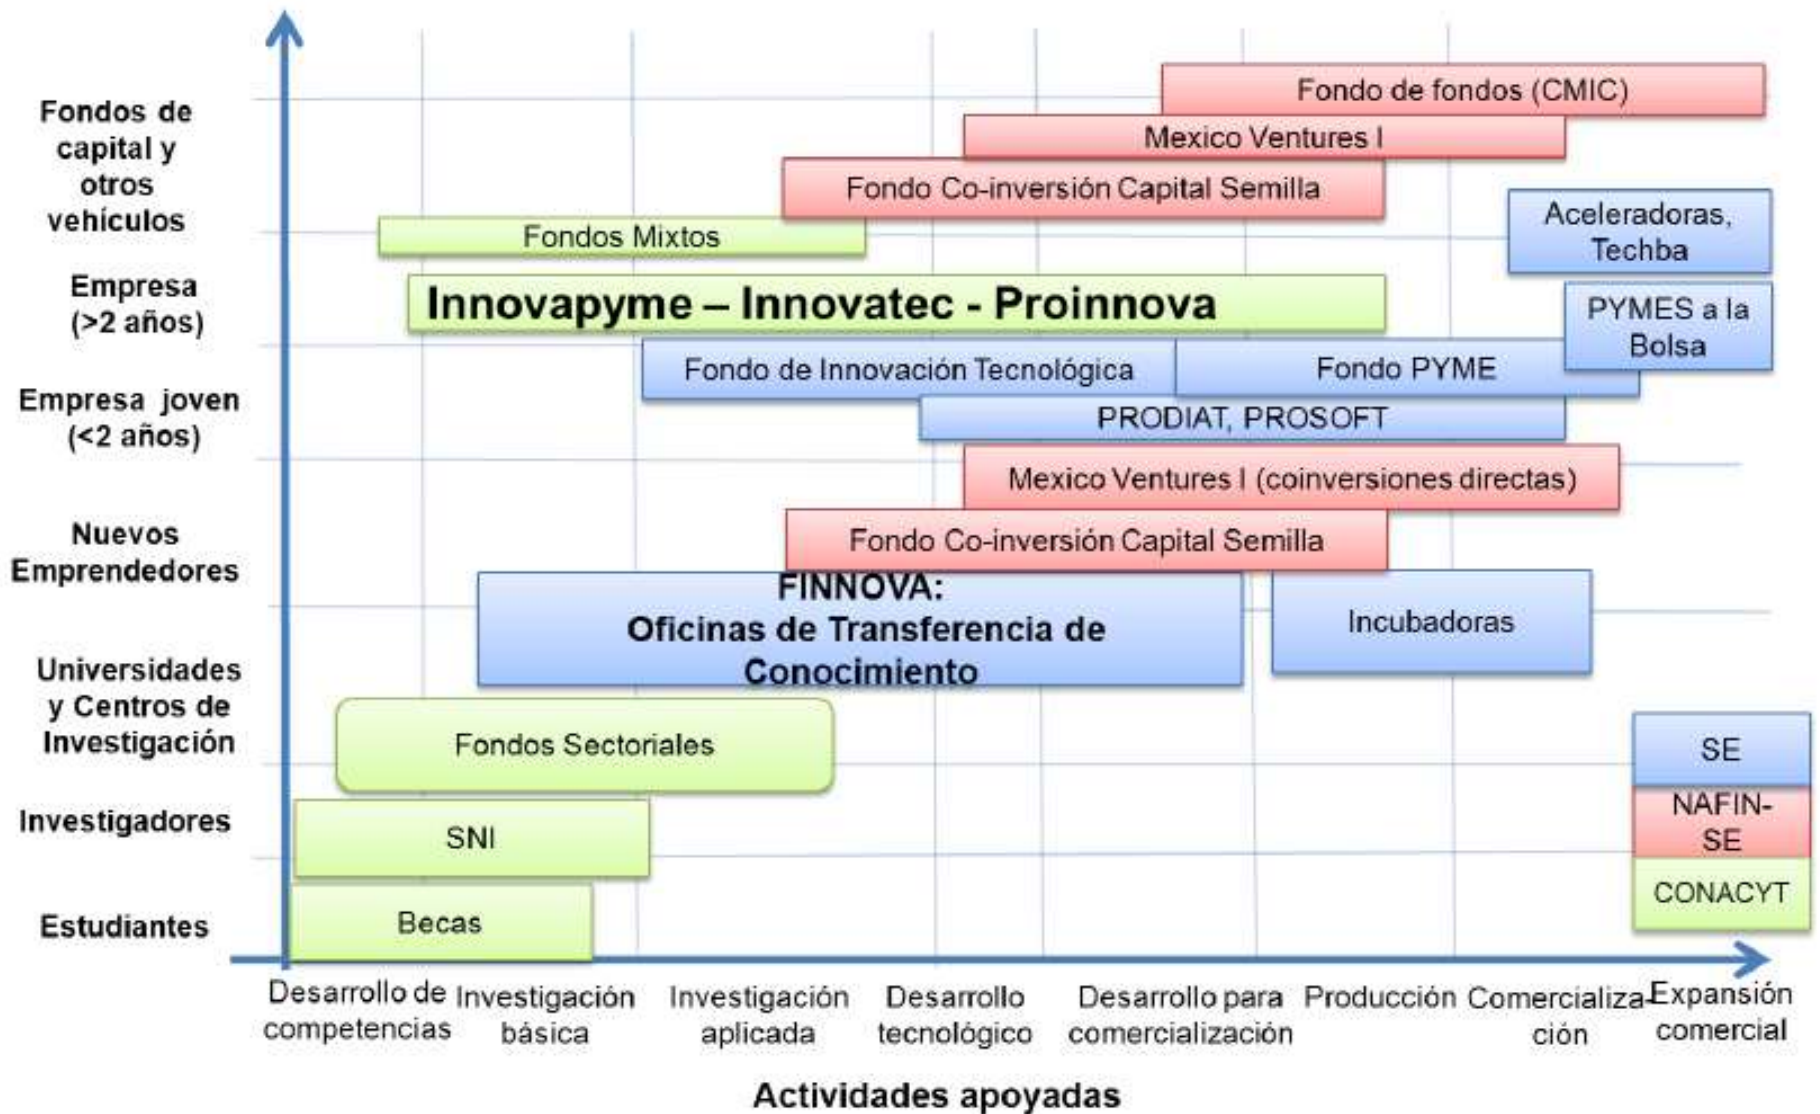 Fondos de
capital y
otros
vehículos
Empresa
(>2 años)
Empresa joven
(<2 años)
Nuevos
Emprendedores
Universidades
y Centros de
Investigación
Investigadores
Estudiantes
Fondo de fondos (CMIC)
Mexico Ventures I
Fondo Co-inversión Capital Semilla
Aceleradoras,
Techba
Fondos Mixtos
Innovapyme – Innovatec - Proinnova
PYMES a la
Bolsa
Fondo de Innovación Tecnológica
Fondo PYME
PRODIAT, PROSOFT
Mexico Ventures I (coinversiones directas)
Fondo Co-inversión Capital Semilla
FINNOVA:
Oficinas de Transferencia de
Conocimiento
Incubadoras
Fondos Sectoriales
SNI
Becas
SE
NAFIN-
SE
CONACYT
Desarrollo de
competencias
Investigación
básica
Investigación
aplicada
Desarrollo
tecnológico
Desarrollo para
comercialización
Producción
Comercializa-
ción
Expansión
comercial
Actividades apoyadas